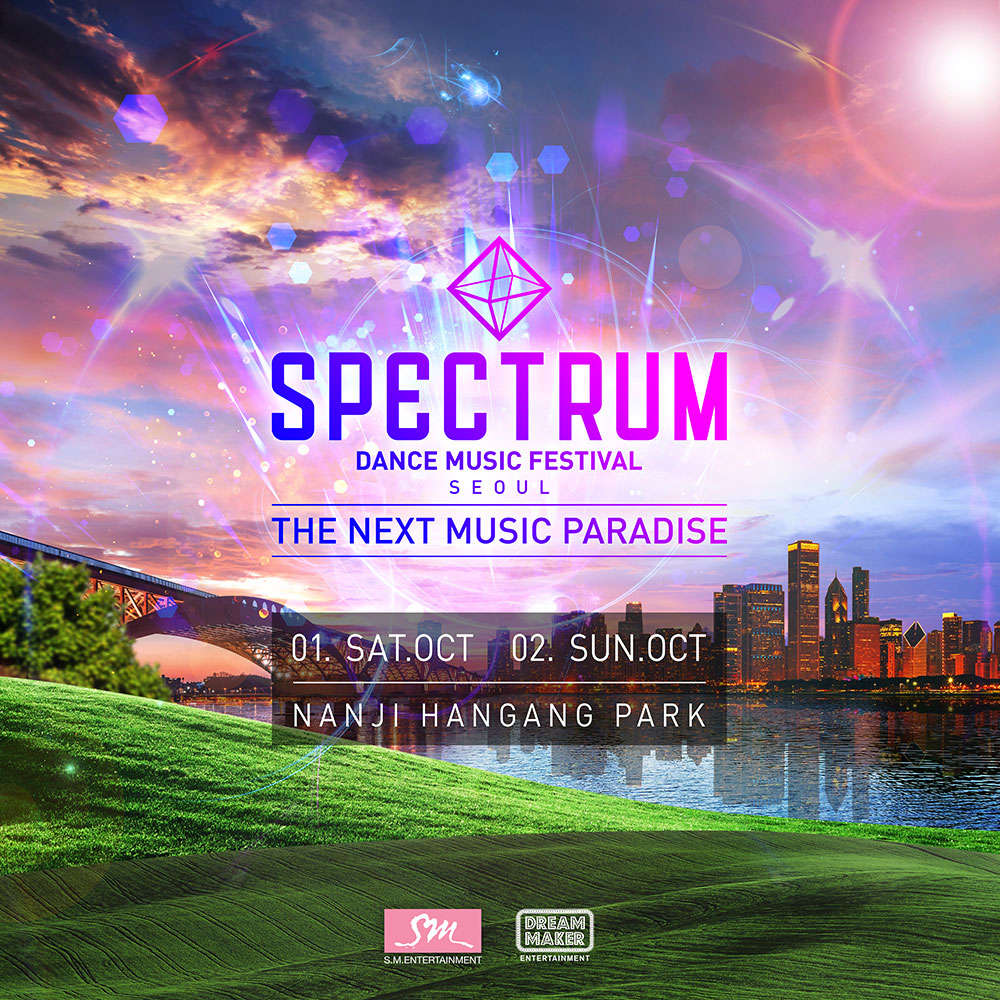 SPECTRUM
DANCE MUSIC FESTIVAL
SEOUL
THE NEXT MUSIC PARADISE
01. SAT.OCT 02. SUN.OCT
NANJI HANGANG PARK
SM
S.M.ENTERTAINMENT
DREAM
MAKER
ENTERTAINMENT